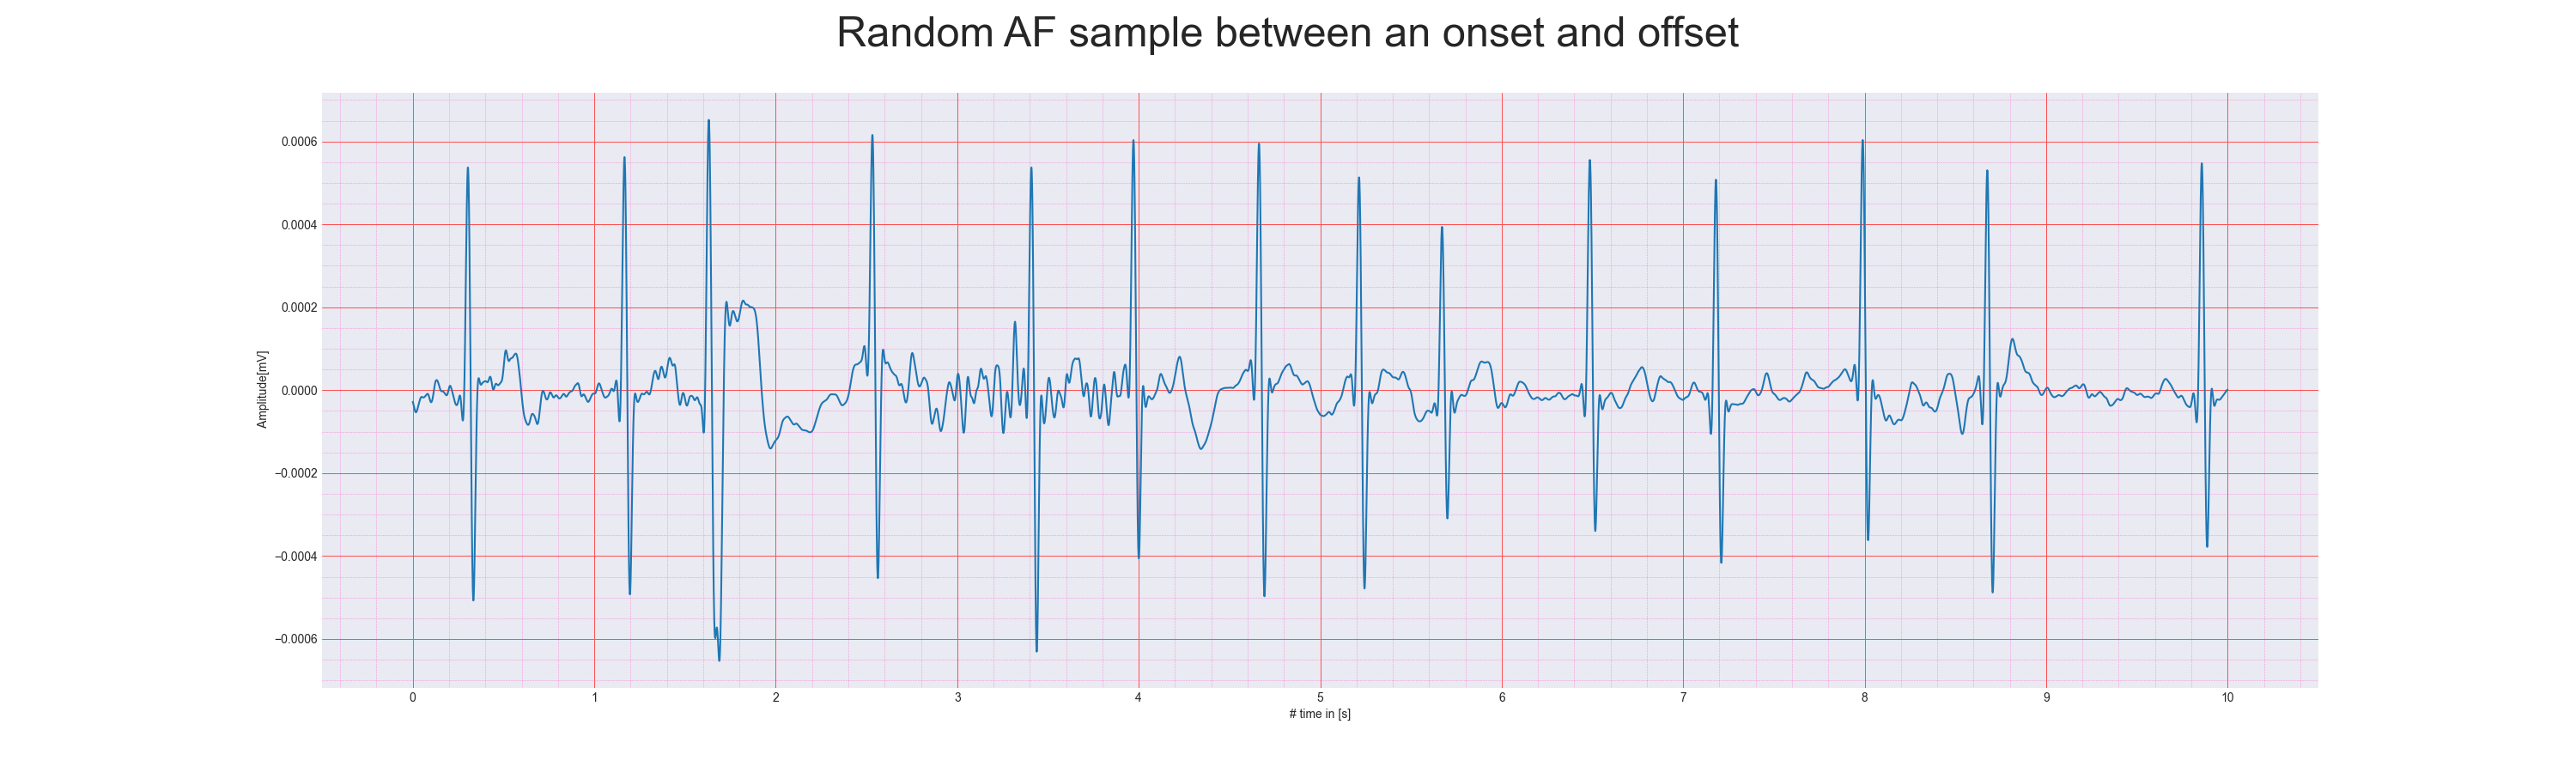 Random AF sample between an onset and offset
0.0006
0.0004
0.0002
0.0000
−0.0002
−0.0004
−0.0006
Amplitude[mV]
0 1 2 3 4 5 6 7 8 9 10
# time in [s]